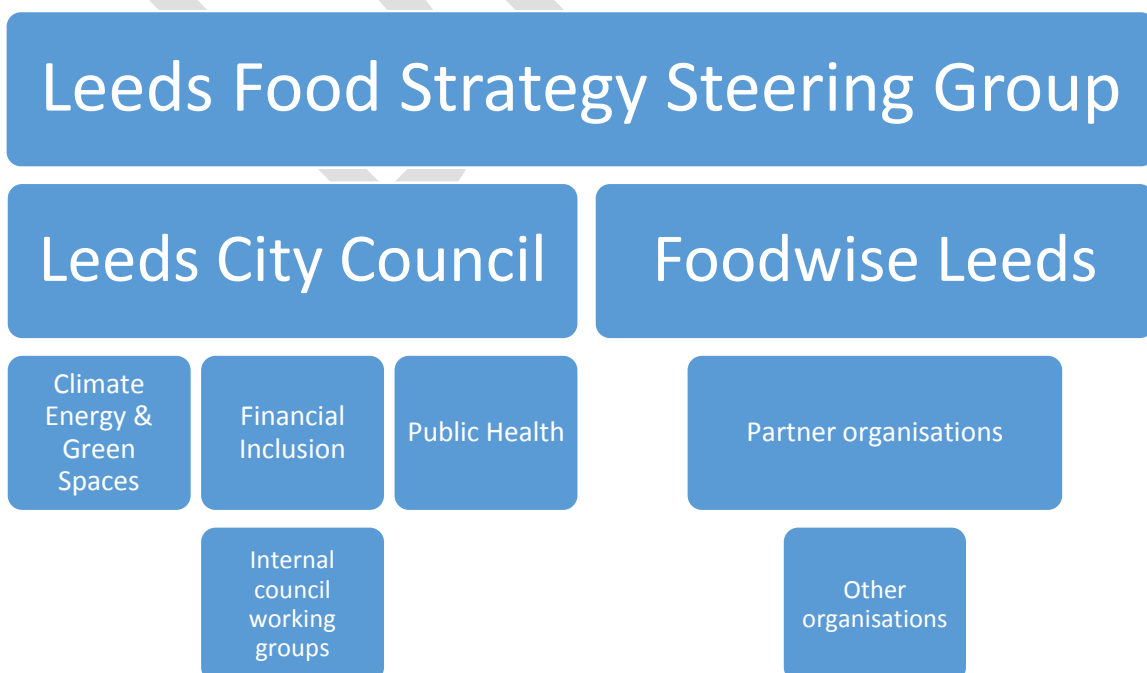 Leeds Food Strategy Steering Group
Leeds City Council
Foodwise Leeds
Climate
Energy &
Green
Spaces
Financial
Inclusion
Public Health
Partner organisations
Internal
council
working
groups
Other
organisations